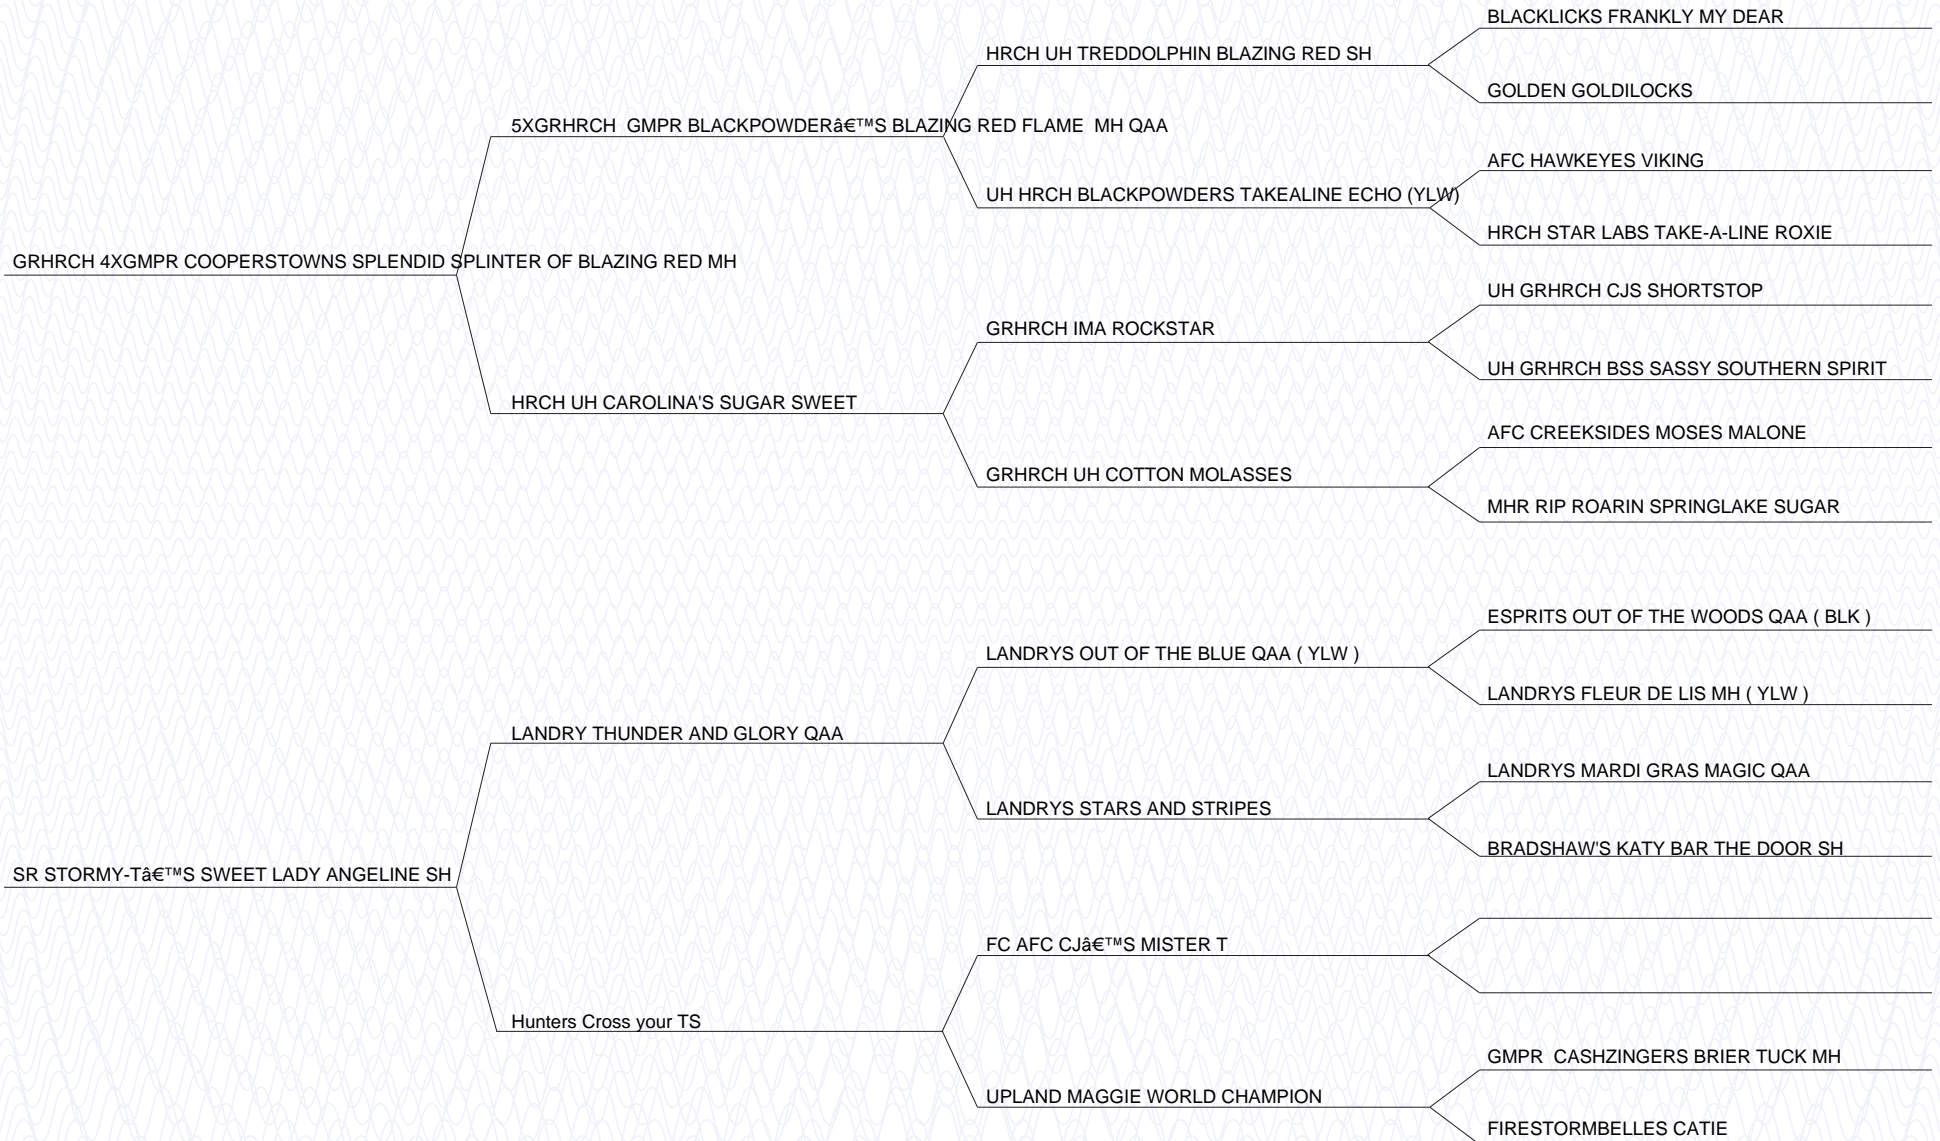 BLACKLICKS FRANKLY MY DEAR
HRCH UH TREDDOLPHIN BLAZING RED SH
GOLDEN GOLDILOCKS
5XGRHRCH  GMPR BLACKPOWDERâ€™S BLAZING RED FLAME  MH QAA
AFC HAWKEYES VIKING
UH HRCH BLACKPOWDERS TAKEALINE ECHO (YLW)
HRCH STAR LABS TAKE-A-LINE ROXIE
GRHRCH 4XGMPR COOPERSTOWNS SPLENDID SPLINTER OF BLAZING RED MH
UH GRHRCH CJS SHORTSTOP
GRHRCH IMA ROCKSTAR
UH GRHRCH BSS SASSY SOUTHERN SPIRIT
HRCH UH CAROLINA'S SUGAR SWEET
AFC CREEKSIDES MOSES MALONE
GRHRCH UH COTTON MOLASSES
MHR RIP ROARIN SPRINGLAKE SUGAR
ESPRITS OUT OF THE WOODS QAA ( BLK )
LANDRYS OUT OF THE BLUE QAA ( YLW )
LANDRYS FLEUR DE LIS MH ( YLW )
LANDRY THUNDER AND GLORY QAA
LANDRYS MARDI GRAS MAGIC QAA
LANDRYS STARS AND STRIPES
BRADSHAW'S KATY BAR THE DOOR SH
SR STORMY-Tâ€™S SWEET LADY ANGELINE SH
FC AFC CJâ€™S MISTER T
Hunters Cross your TS
GMPR  CASHZINGERS BRIER TUCK MH
UPLAND MAGGIE WORLD CHAMPION
FIRESTORMBELLES CATIE